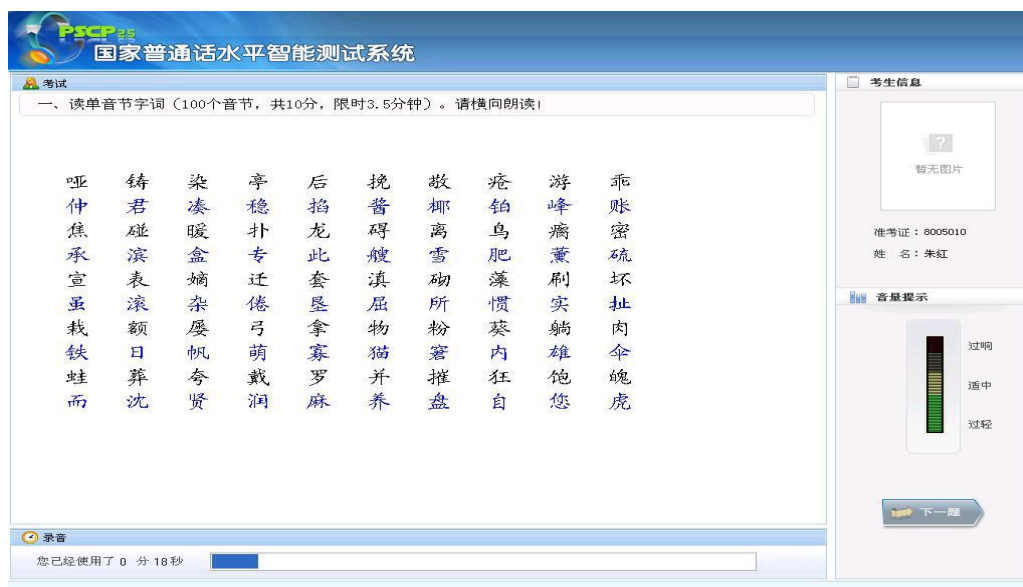 PSCP 2.5
国家普通话水平智能测试系统
考试
一、读单音节字词（100个音节，共10分，限时3.5分钟）。请横向朗读！
哑 铸 染 亭 后 挽 敬 疮 游 乖
仲 君 凑 稳 掐 酱 椰 铂 峰 账
焦 碰 暖 扑 龙 碍 离 鸟 瘸 密
承 滨 盒 专 此 艘 雪 肥 薰 硫
宣 表 嫡 迁 套 滇 砌 藻 刷 坏
虽 滚 杂 倦 垦 屈 所 惯 实 扯
栽 额 屡 弓 拿 物 粉 葵 躺 肉
铁 日 帆 萌 寡 猫 窘 内 雄 伞
蛙 葬 夸 戴 罗 并 摧 狂 饱 魄
而 沈 贤 润 麻 养 盘 自 您 虎
录音
您已经使用了 0 分 18秒
考生信息
暂无图片
准考证：8005010
姓 名：朱红
音量提示
过响
适中
过轻
下一题